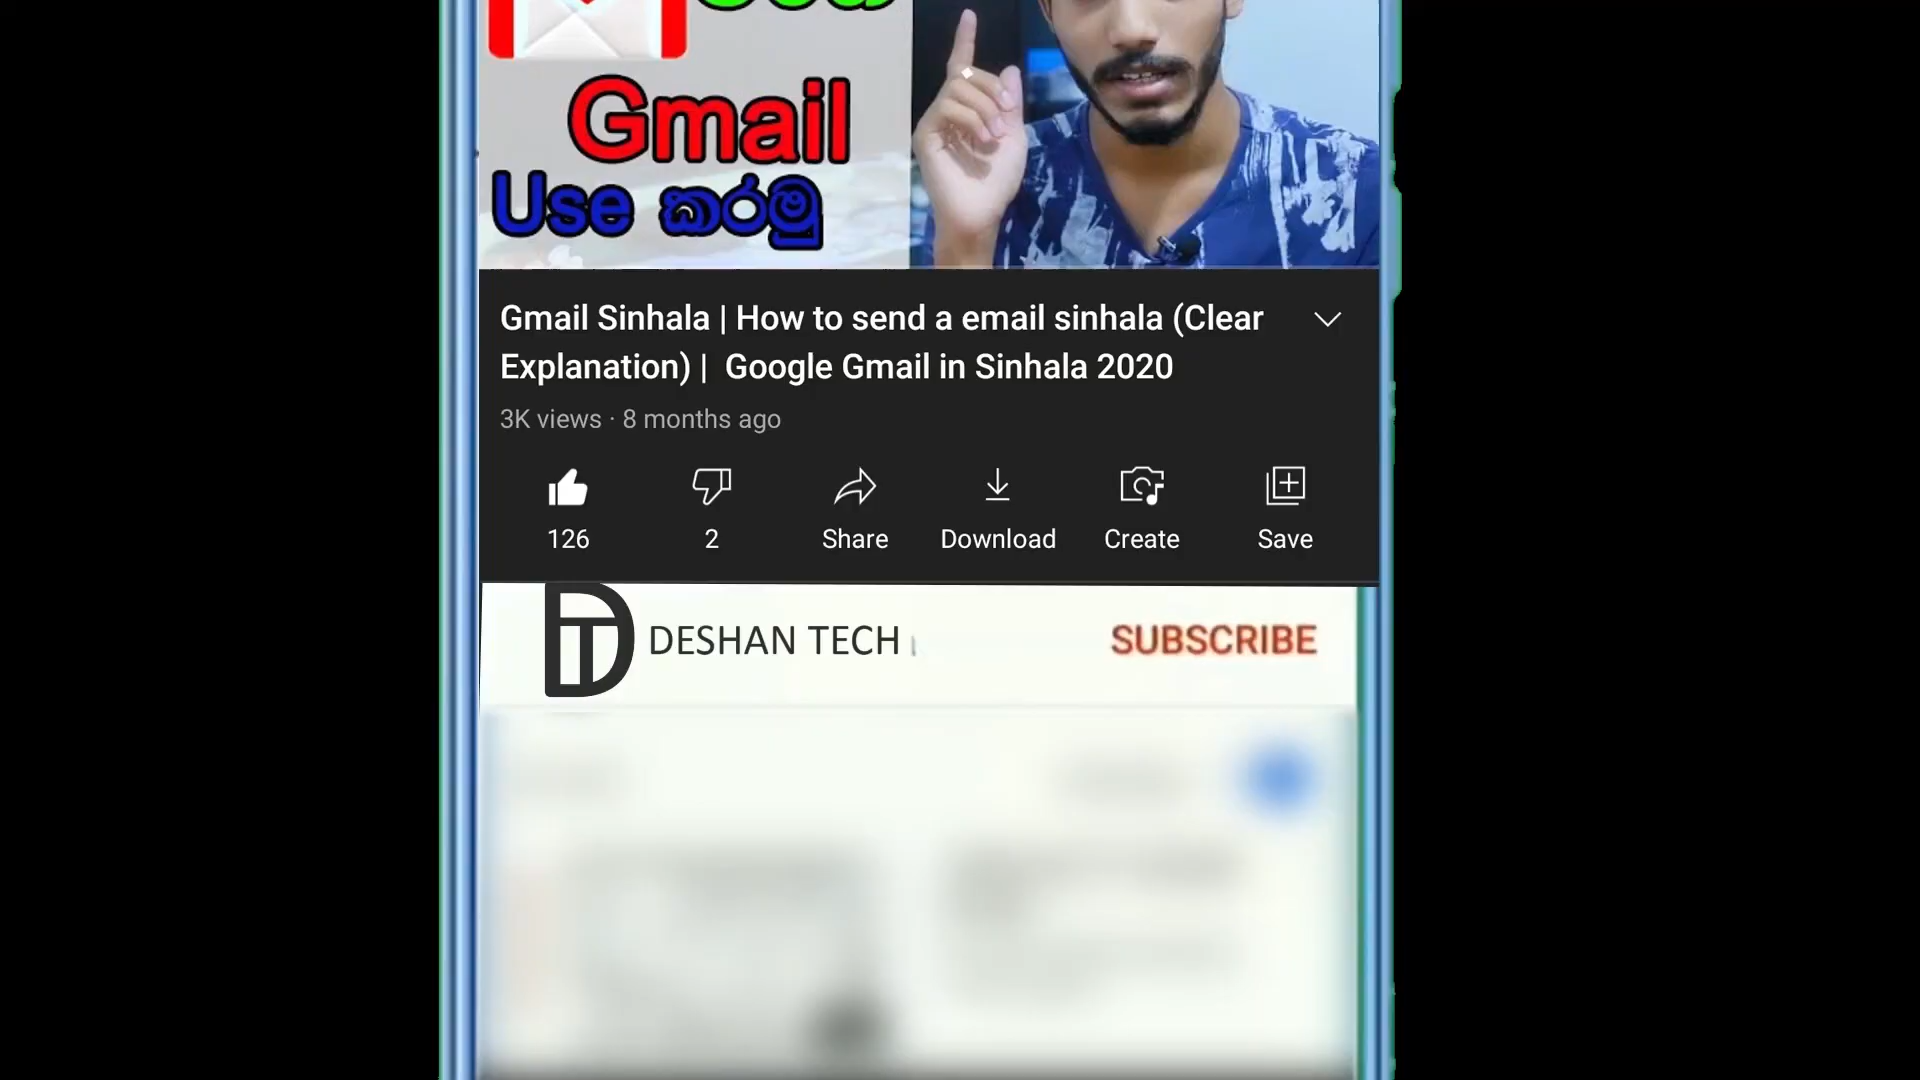 Gmail
Use කරමු
Gmail Sinhala | How to send a email sinhala (Clear
Explanation) | Google Gmail in Sinhala 2020
3K views · 8 months ago
126
2
Share
Download
Create
Save
DESHAN TECH
SUBSCRIBE